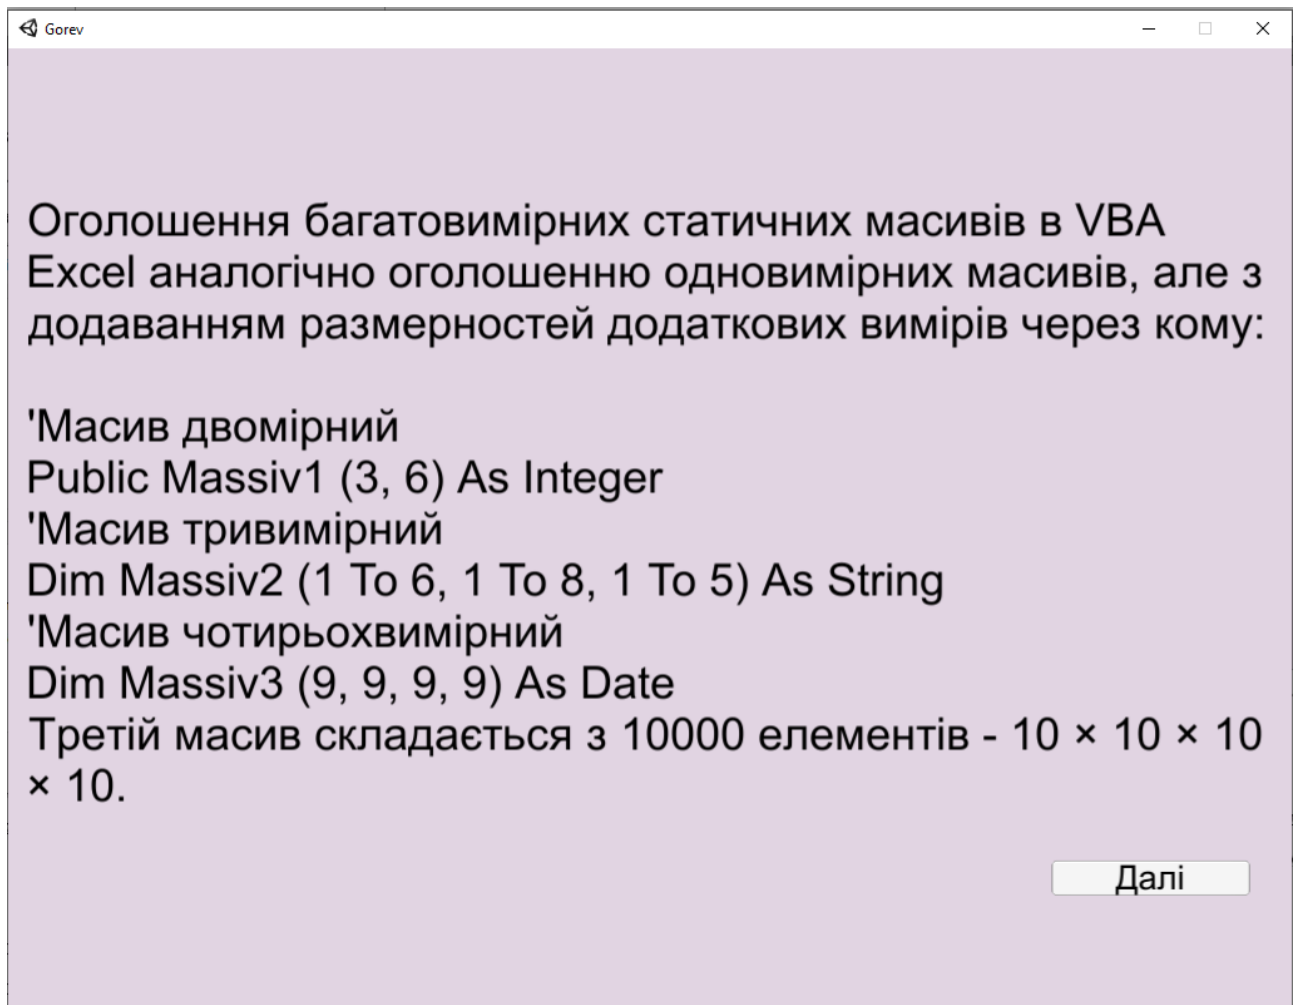 Gorev
Оголошення багатовимірних статичних масивів в VBA
Excel аналогічно оголошенню одновимірних масивів, але з
додаванням размерностей додаткових вимірів через кому:
'Масив двомірний
Public Massiv1 (3, 6) As Integer
'Масив тривимірний
Dim Massiv2 (1 To 6, 1 To 8, 1 To 5) As String
'Масив чотирьохвимірний
Dim Massiv3 (9, 9, 9, 9) As Date
Третій масив складається з 10000 елементів - 10 × 10 × 10
× 10.
Далі